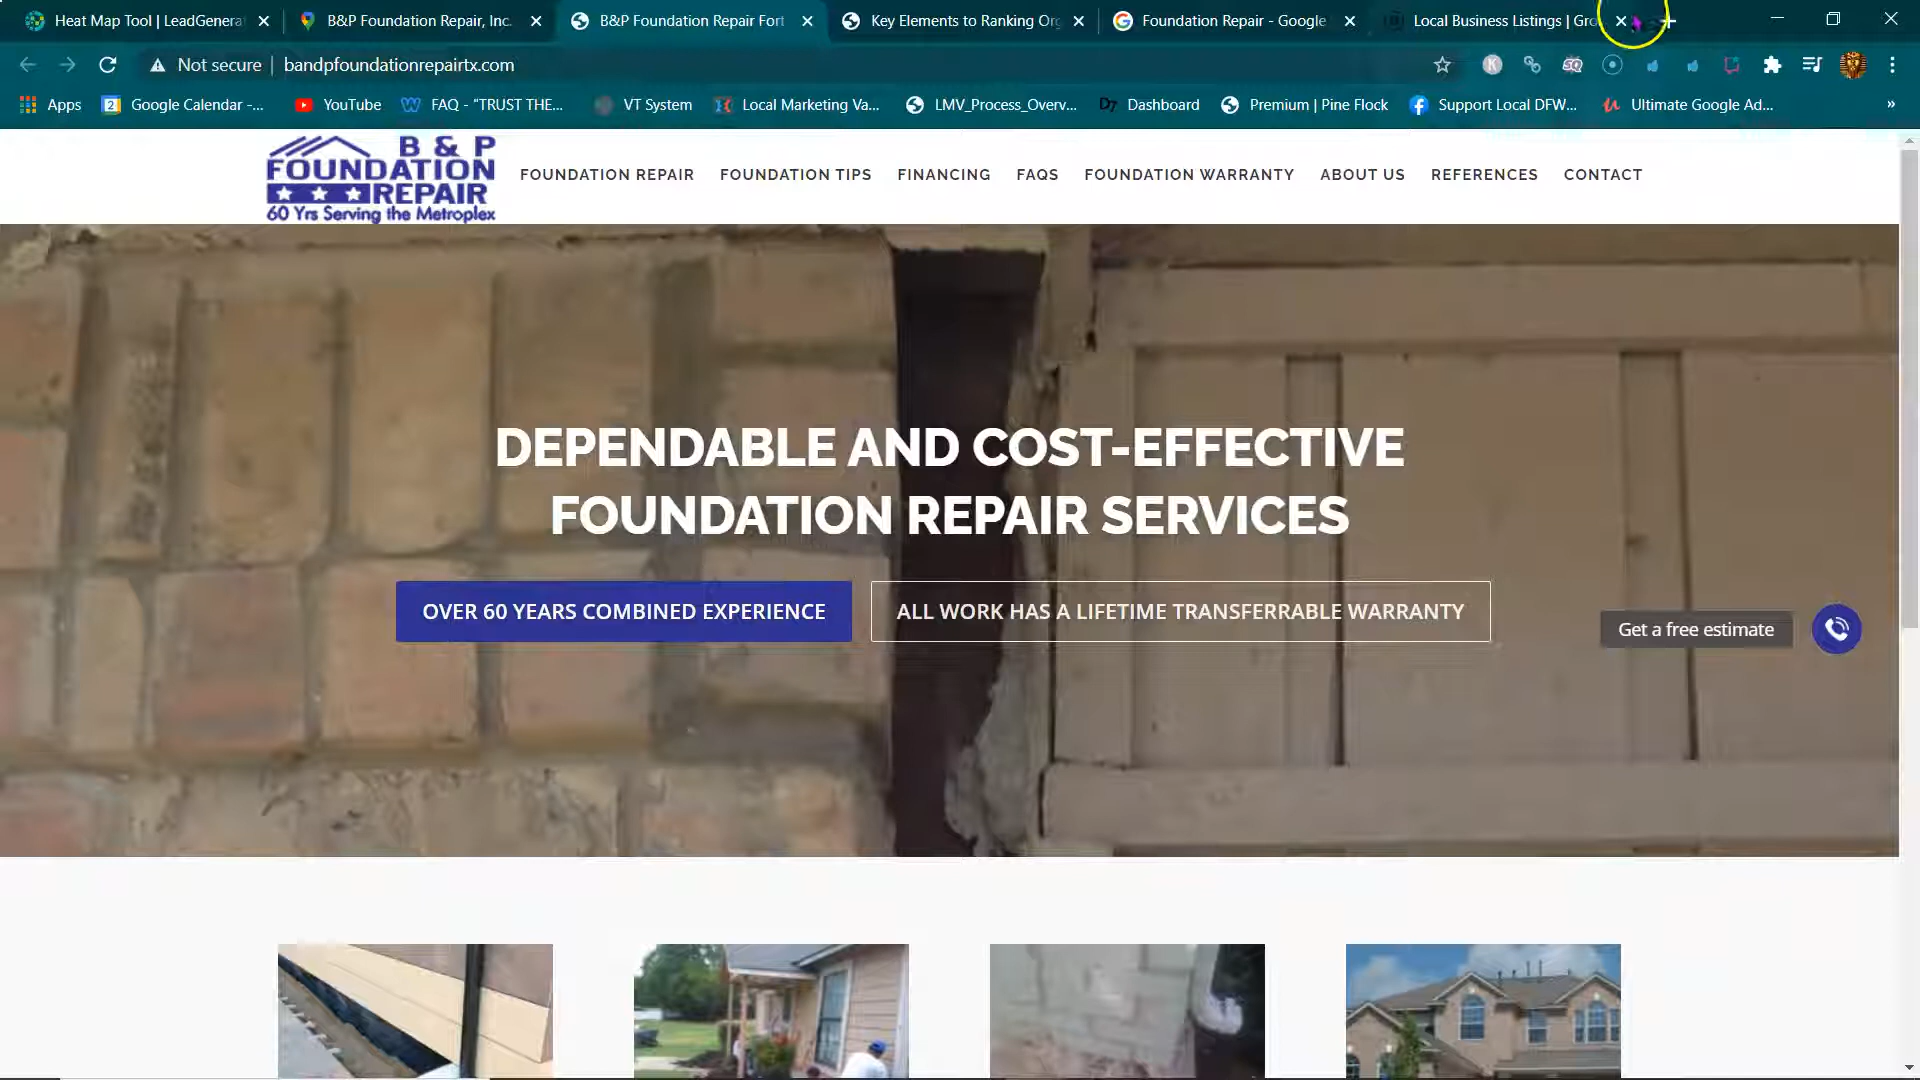 Heat Map Tool | LeadGenera
B&P Foundation Repair, Inc.
B&P Foundation Repair Fort
Key Elements to Ranking Org
Foundation Repair - Google
Local Business Listings | Gro
Not secure
bandpfoundationrepairtx.com
Apps
2
Google Calendar -...
YouTube
FAQ - "TRUST THE...
VT System
Local Marketing Va...
LMV_Process_Overv...
D7
Dashboard
Premium | Pine Flock
Support Local DFW...
Ultimate Google Ad...
»
B & P
FOUNDATION
REPAIR
60 Yrs Serving the Metroplex
FOUNDATION REPAIR
FOUNDATION TIPS
FINANCING
FAQS
FOUNDATION WARRANTY
ABOUT US
REFERENCES
CONTACT
DEPENDABLE AND COST-EFFECTIVE
FOUNDATION REPAIR SERVICES
OVER 60 YEARS COMBINED EXPERIENCE
ALL WORK HAS A LIFETIME TRANSFERRABLE WARRANTY
Get a free estimate